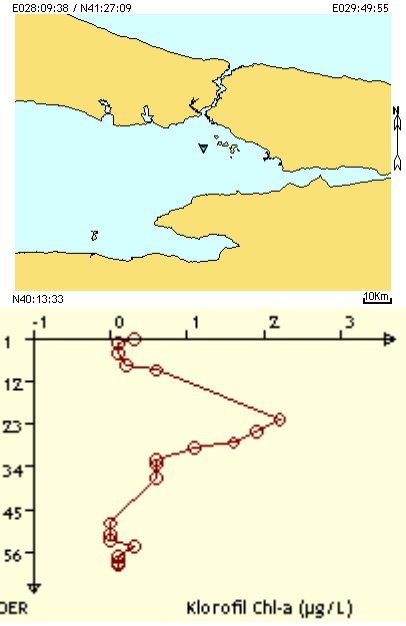 E028:09:38 / N41:27:09 E029:49:55
N
N40:13:33 10Km
-1 0 1 2 3
1
12
23
34
45
56
DER Klorofil Chl-a (µg/L)